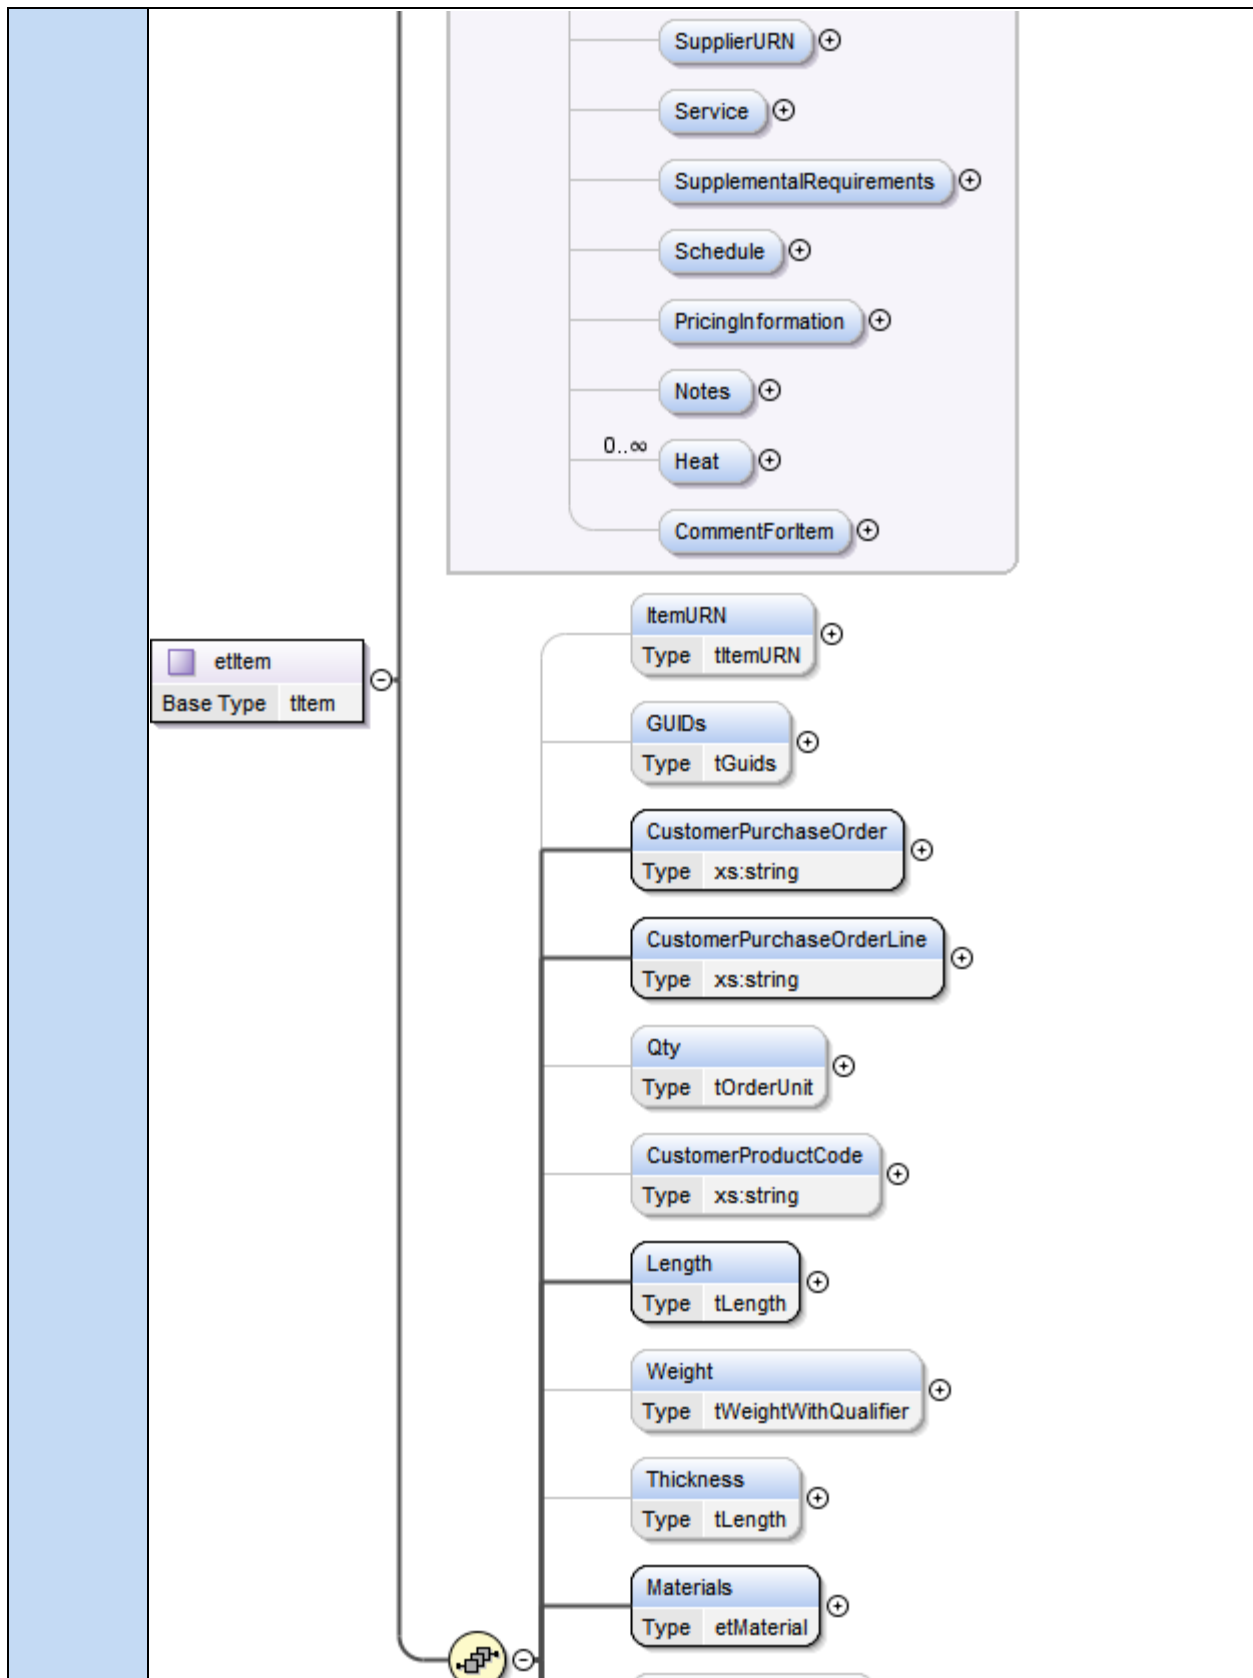 SupplierURN
Service
SupplementalRequirements
Schedule
PricingInformation
Notes
0..∞
Heat
CommentForItem
etItem
Base Type tItem
ItemURN
Type tItemURN
GUIDs
Type tGuids
CustomerPurchaseOrder
Type xs:string
CustomerPurchaseOrderLine
Type xs:string
Qty
Type tOrderUnit
CustomerProductCode
Type xs:string
Length
Type tLength
Weight
Type tWeightWithQualifier
Thickness
Type tLength
Materials
Type etMaterial